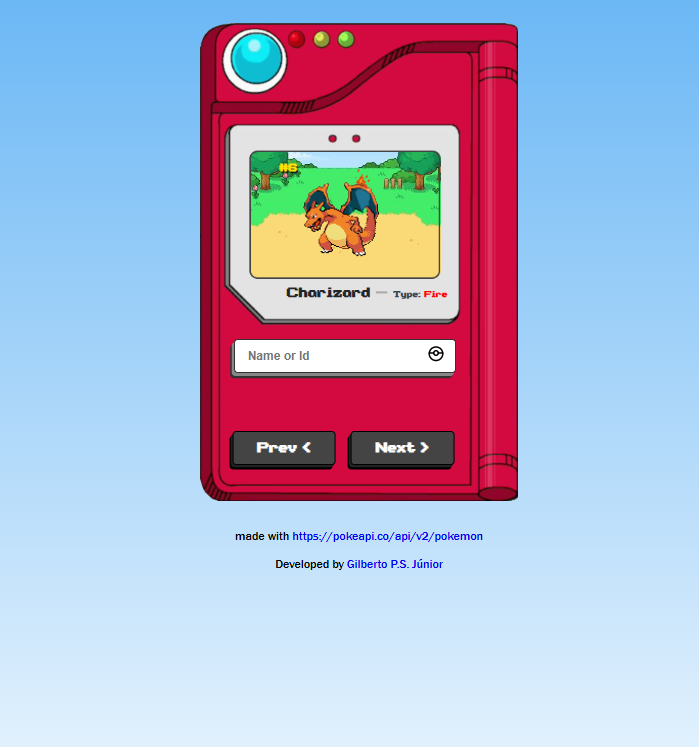 #6
Charizard — Type: Fire
Name or Id
Prev <
Next >
made with https://pokeapi.co/api/v2/pokemon
Developed by Gilberto P.S. Júnior